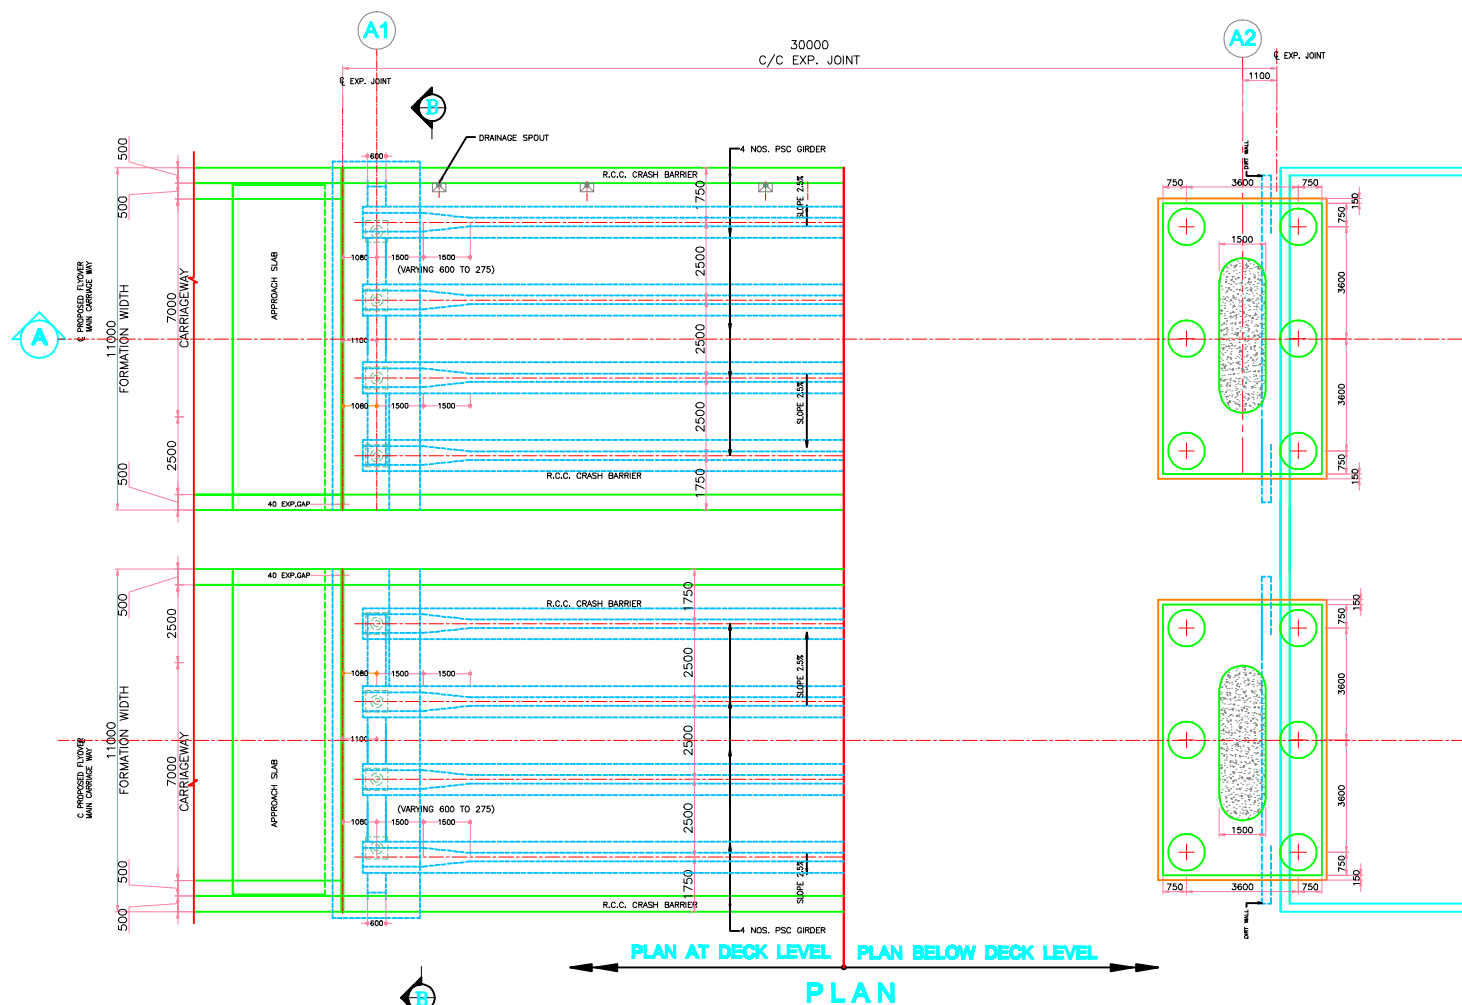 A1
A2
30000
C/C EXP. JOINT
℄ EXP. JOINT
℄ EXP. JOINT
1100
B
DRAINAGE SPOUT
600
4 NOS. PSC GIRDER
R.C.C. CRASH BARRIER
DIRT WALL
500
500
1750
SLOPE 2.5%
750
3600
750
150
750
1500
1080
1500
1500
(VARYING 600 TO 275)
2500
3600
APPROACH SLAB
℄ PROPOSED FLYOVER
MAIN CARRIAGE WAY
11000
FORMATION WIDTH
7000
CARRIAGEWAY
A
1100
2500
1080
1500
1500
SLOPE 2.5%
3600
2500
2500
500
R.C.C. CRASH BARRIER
1750
750
150
40 EXP.GAP
40 EXP.GAP
500
2500
R.C.C. CRASH BARRIER
1750
750
150
1080
1500
1500
2500
SLOPE 2.5%
3600
C PROPOSED FLYOVER
MAIN CARRIAGE WAY
11000
FORMATION WIDTH
7000
CARRIAGEWAY
APPROACH SLAB
1100
2500
(VARYING 600 TO 275)
1080
1500
1500
2500
3600
1500
500
500
1750
SLOPE 2.5%
R.C.C. CRASH BARRIER
750
3600
750
750
150
600
4 NOS. PSC GIRDER
DIRT WALL
PLAN AT DECK LEVEL
PLAN BELOW DECK LEVEL
B
PLAN